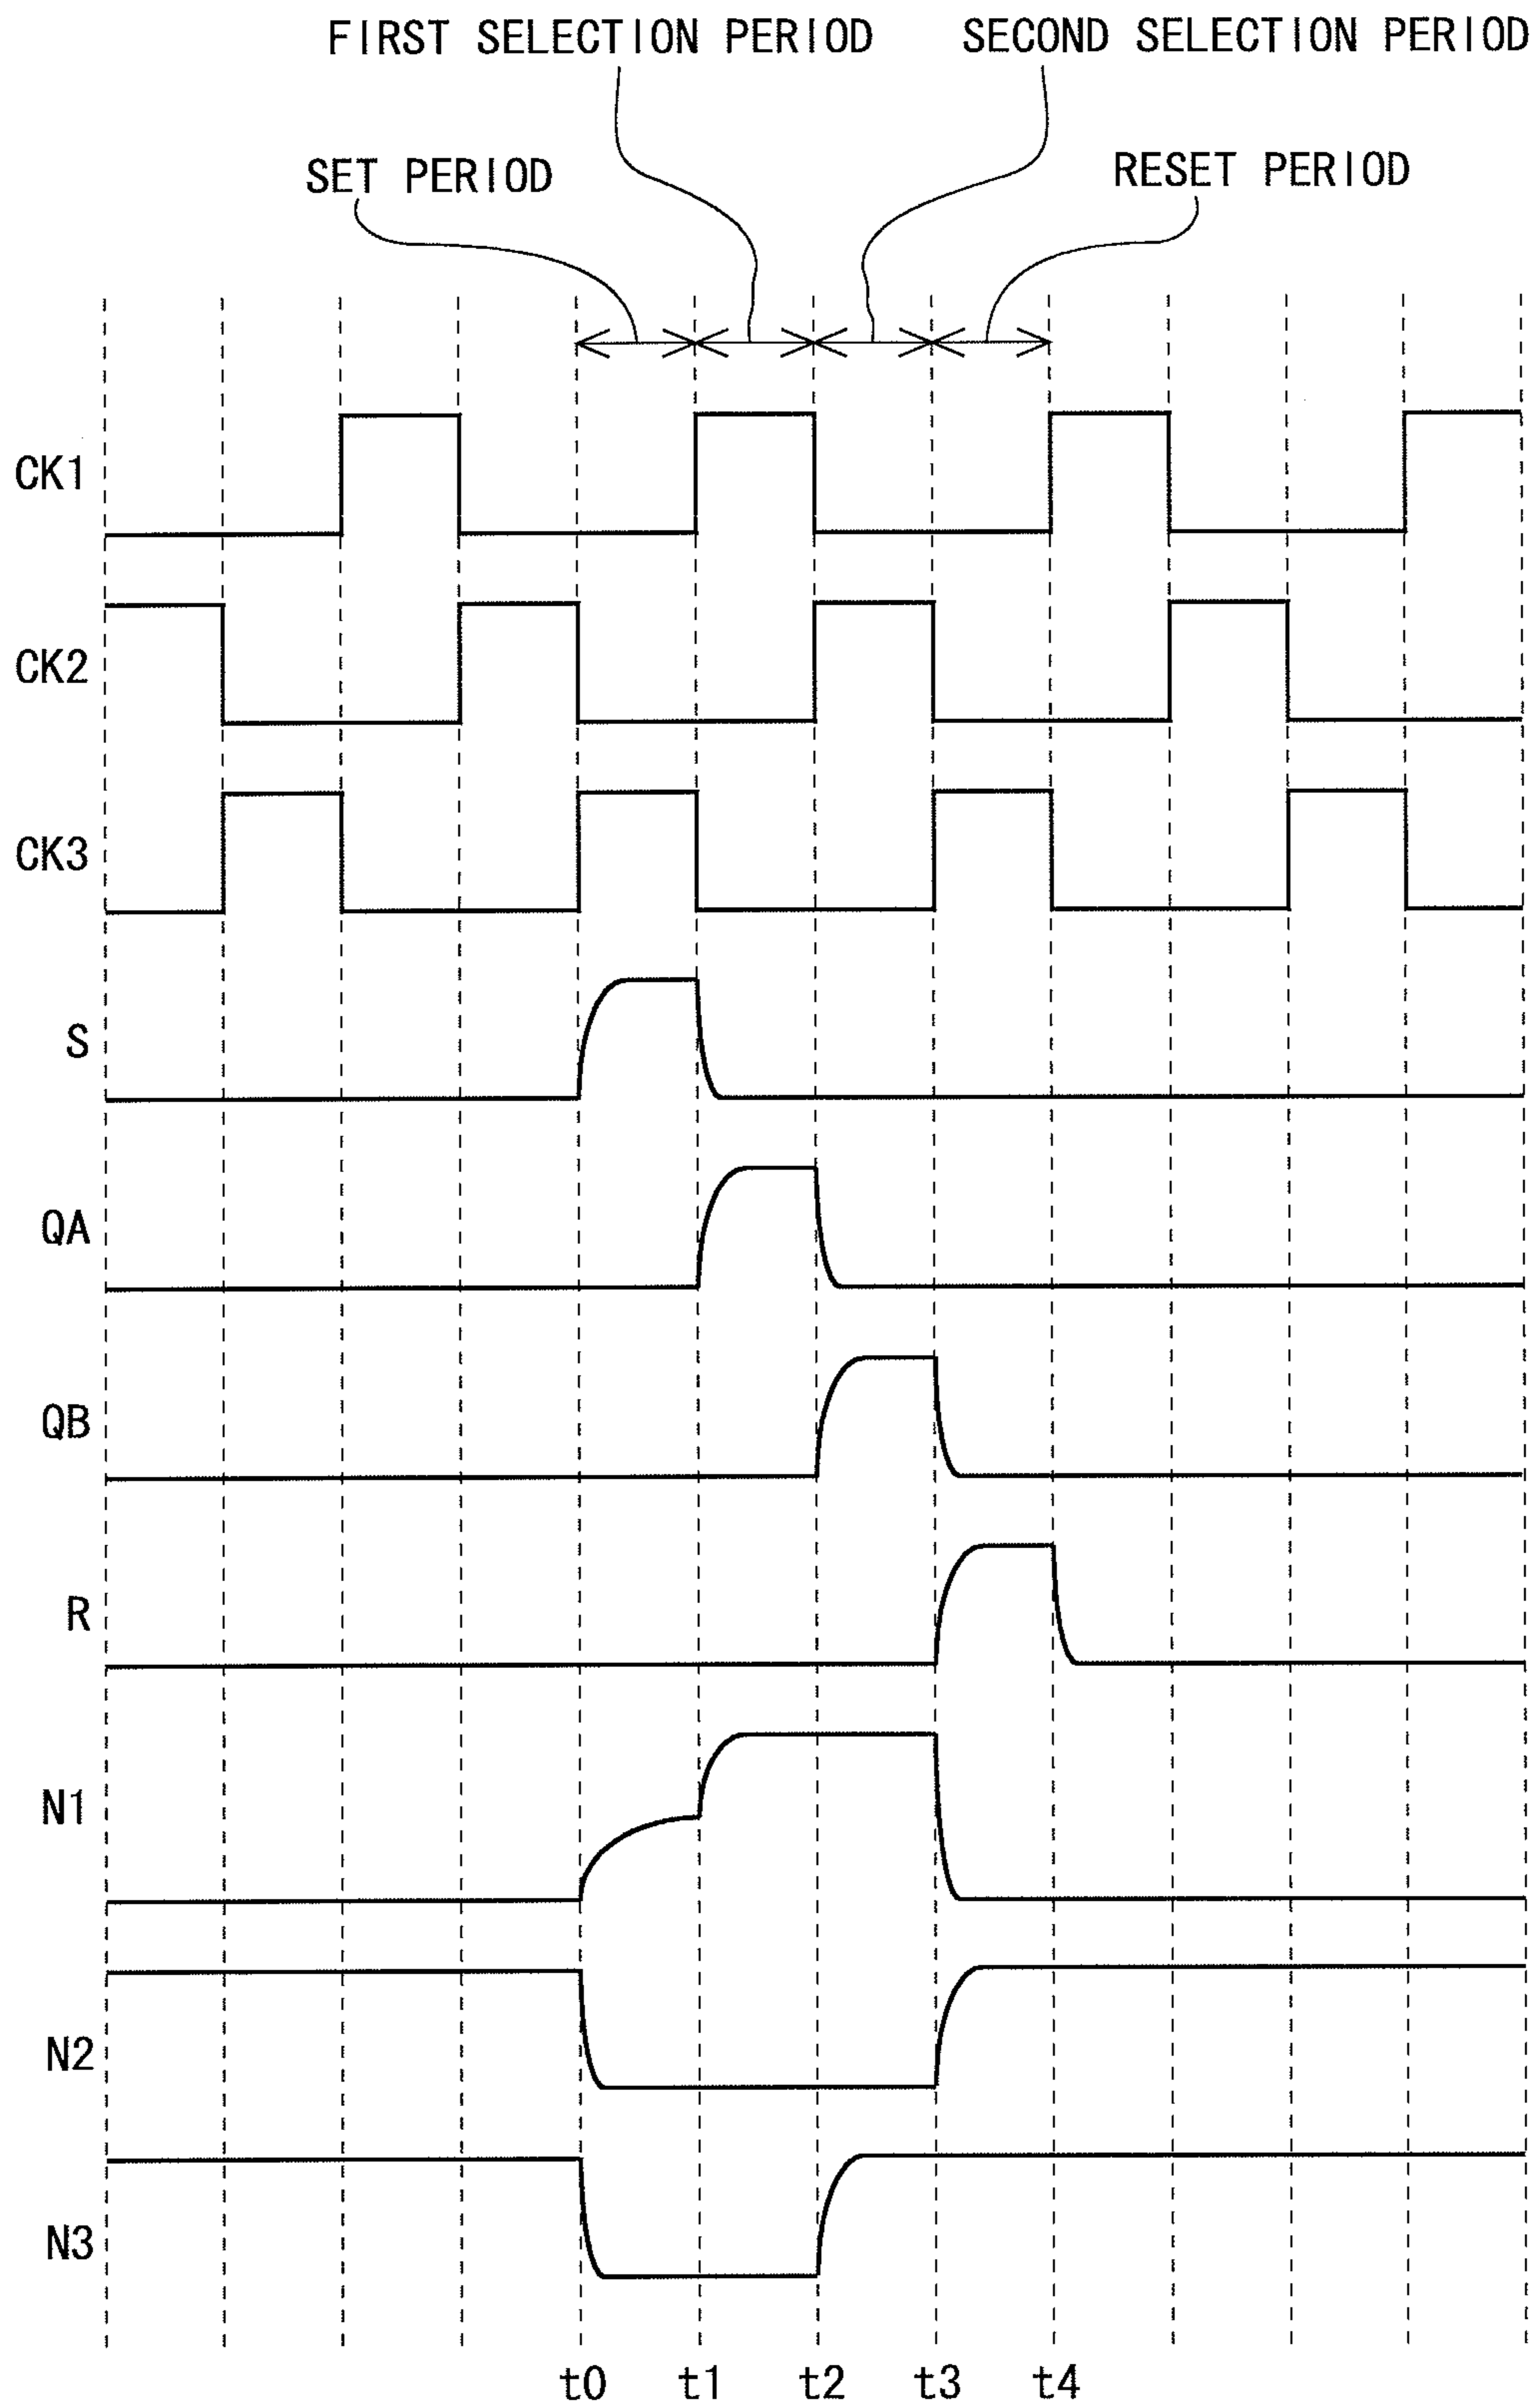 FIRST SELECTION PERIOD
SECOND SELECTION PERIOD
SET PERIOD
RESET PERIOD
CK1
CK2
CK3
S
QA
QB
R
N1
N2
N3
t0 t1 t2 t3 t4